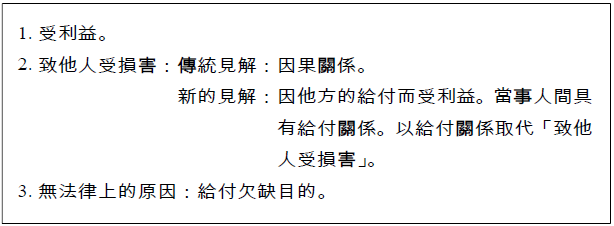 1. 受利益。
2. 致他人受損害：傳統見解：因果關係。
新的見解：因他方的給付而受利益。當事人間具
有給付關係。以給付關係取代「致他
人受損害」。
3. 無法律上的原因：給付欠缺目的。